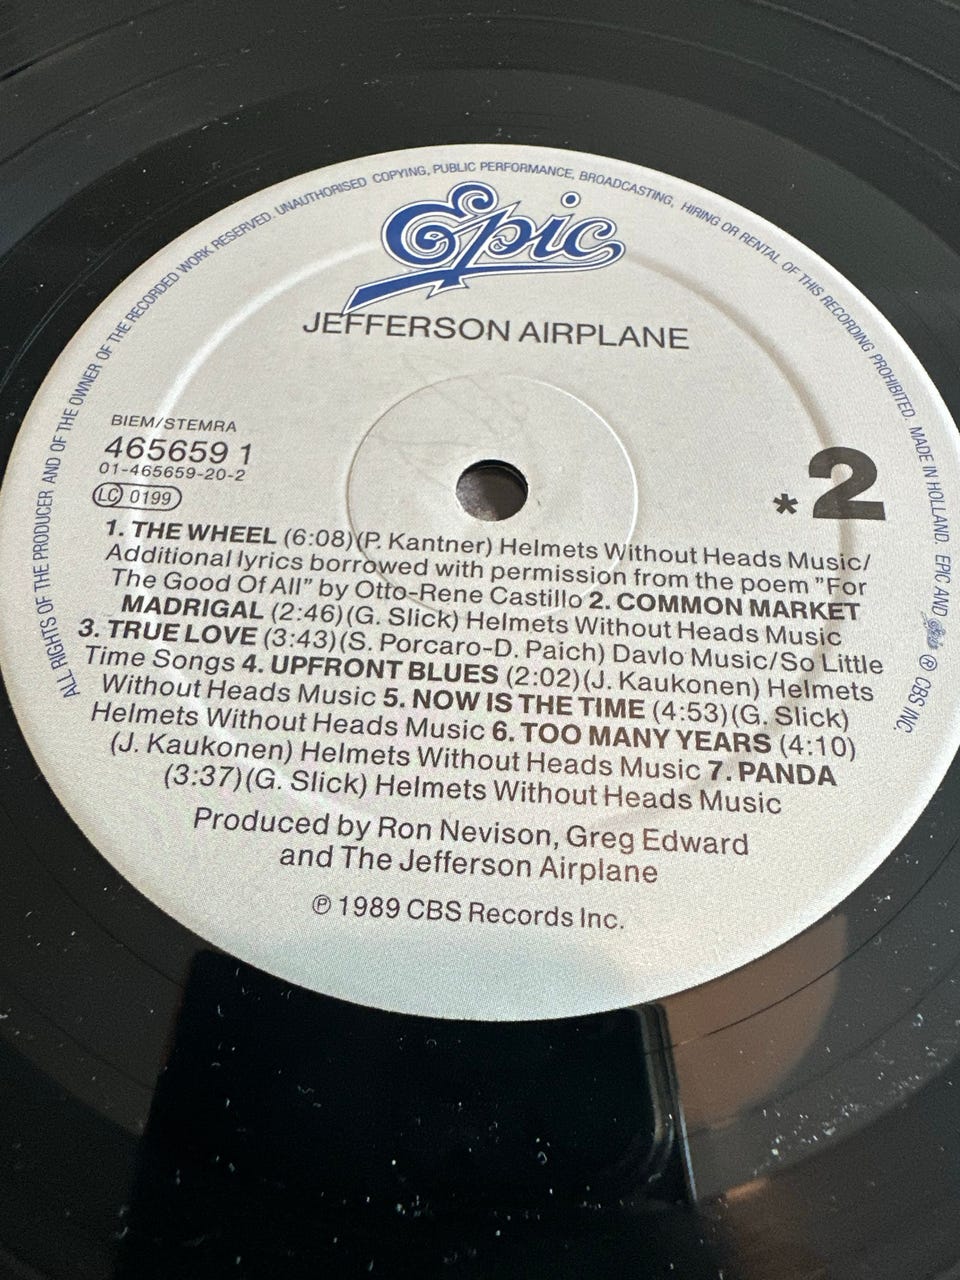 ALL RIGHTS OF THE PRODUCER AND OF THE OWNER OF THE RECORDED WORK RESERVED. UNAUTHORISED COPYING, PUBLIC PERFORMANCE, BROADCASTING, HIRING OR RENTAL OF THIS RECORDING PROHIBITED. MADE IN HOLLAND. EPIC AND Epic ® CBS INC.
Epic
JEFFERSON AIRPLANE
BIEM/STEMRA
465659 1
01-465659-20-2
LC 0199
*2
1. THE WHEEL (6:08)(P. Kantner) Helmets Without Heads Music/
Additional lyrics borrowed with permission from the poem "For
The Good Of All" by Otto-Rene Castillo 2. COMMON MARKET
MADRIGAL (2:46)(G. Slick) Helmets Without Heads Music
3. TRUE LOVE (3:43)(S. Porcaro-D. Paich) Davlo Music/So Little
Time Songs 4. UPFRONT BLUES (2:02)(J. Kaukonen) Helmets
Without Heads Music 5. NOW IS THE TIME (4:53)(G. Slick)
Helmets Without Heads Music 6. TOO MANY YEARS (4:10)
(J. Kaukonen) Helmets Without Heads Music 7. PANDA
(3:37)(G. Slick) Helmets Without Heads Music
Produced by Ron Nevison, Greg Edward
and The Jefferson Airplane
℗ 1989 CBS Records Inc.